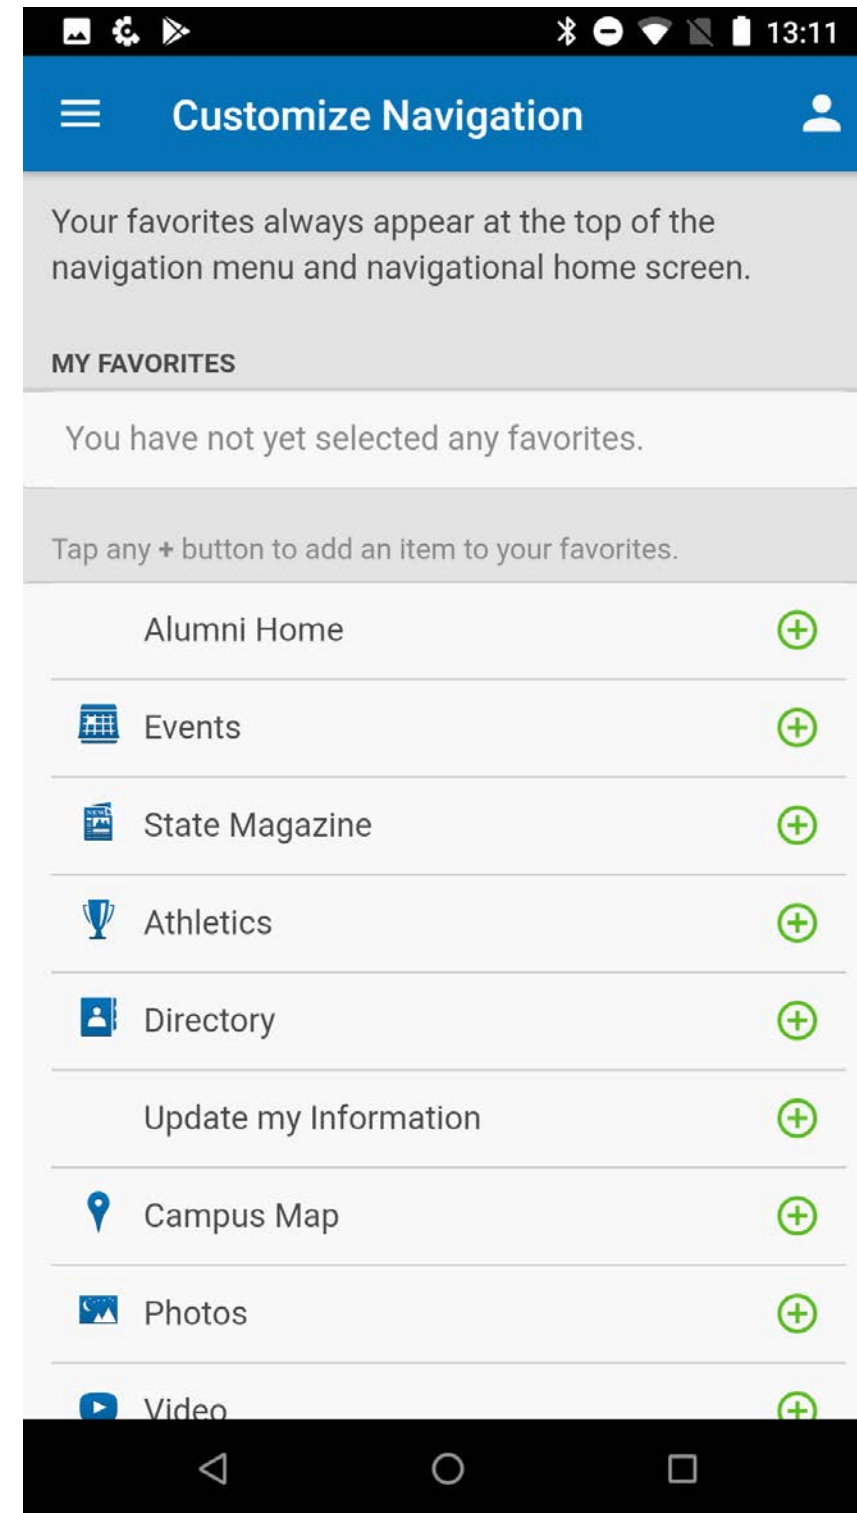 13:11
Customize Navigation
Your favorites always appear at the top of the
navigation menu and navigational home screen.
MY FAVORITES
You have not yet selected any favorites.
Tap any + button to add an item to your favorites.
Alumni Home
Events
State Magazine
Athletics
Directory
Update my Information
Campus Map
Photos
Video